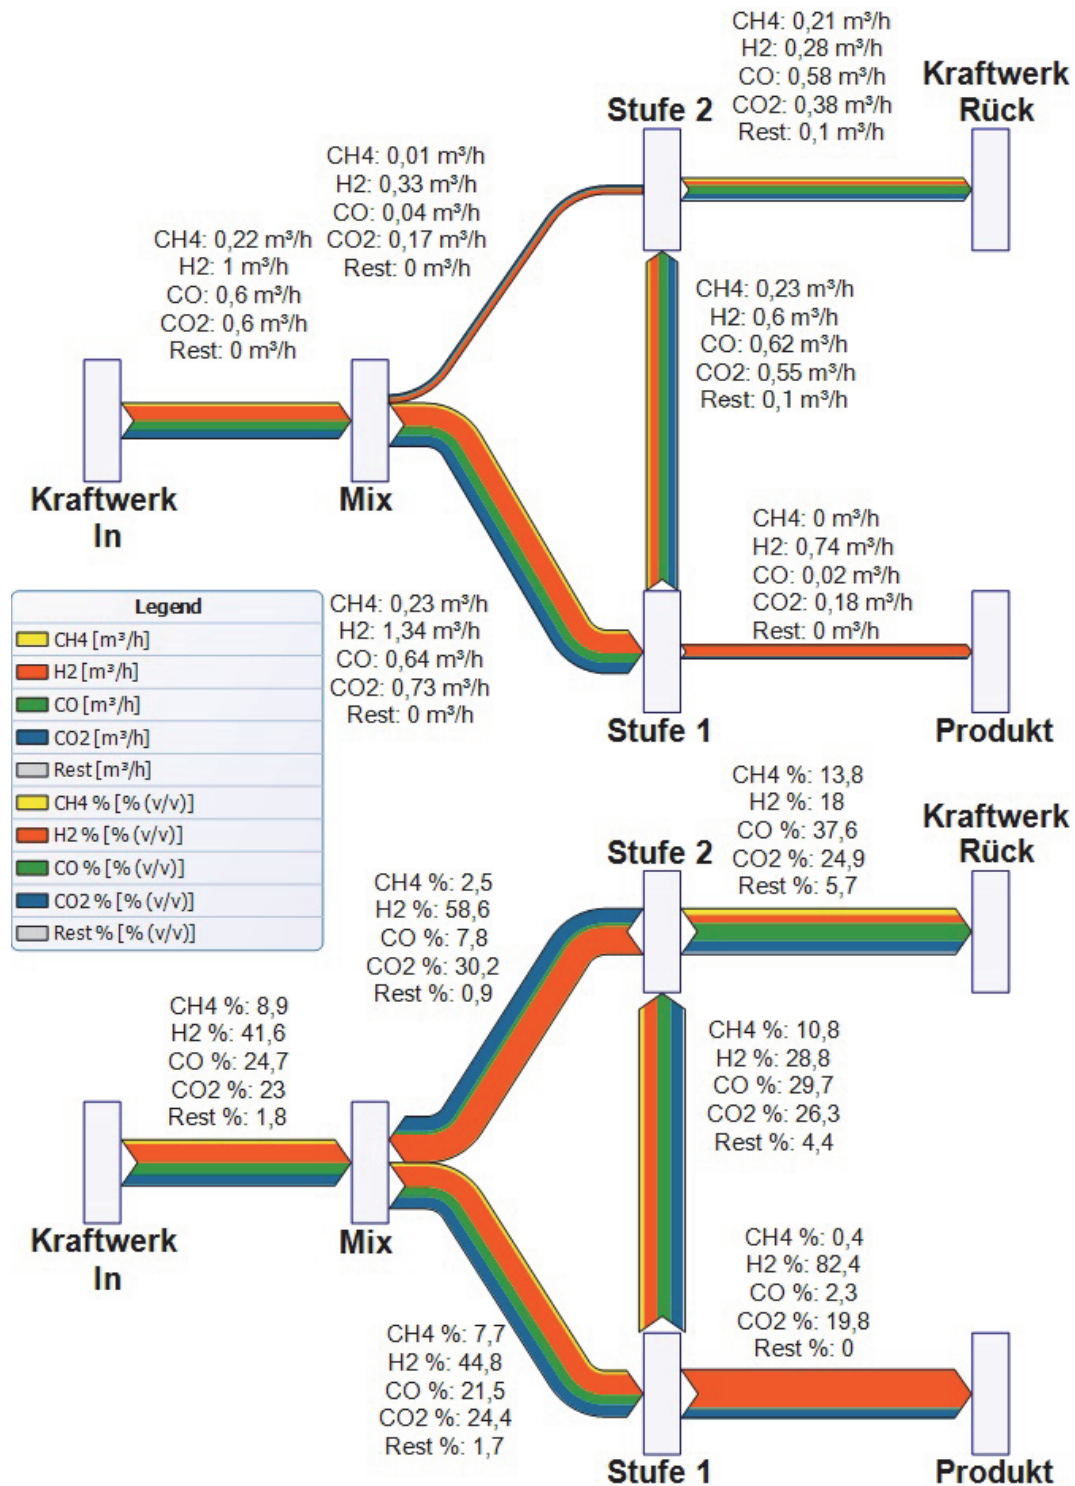 CH4: 0,21 m³/h
H2: 0,28 m³/h
CO: 0,58 m³/h
CO2: 0,38 m³/h
Rest: 0,1 m³/h
Kraftwerk
Rück
Stufe 2
CH4: 0,01 m³/h
H2: 0,33 m³/h
CO: 0,04 m³/h
CO2: 0,17 m³/h
Rest: 0 m³/h
CH4: 0,22 m³/h
H2: 1 m³/h
CO: 0,6 m³/h
CO2: 0,6 m³/h
Rest: 0 m³/h
CH4: 0,23 m³/h
H2: 0,6 m³/h
CO: 0,62 m³/h
CO2: 0,55 m³/h
Rest: 0,1 m³/h
Kraftwerk
In
Mix
CH4: 0 m³/h
H2: 0,74 m³/h
CO: 0,02 m³/h
CO2: 0,18 m³/h
Rest: 0 m³/h
CH4: 0,23 m³/h
H2: 1,34 m³/h
CO: 0,64 m³/h
CO2: 0,73 m³/h
Rest: 0 m³/h
Stufe 1
Produkt
Legend
CH4 [m³/h]
H2 [m³/h]
CO [m³/h]
CO2 [m³/h]
Rest [m³/h]
CH4 % [% (v/v)]
H2 % [% (v/v)]
CO % [% (v/v)]
CO2 % [% (v/v)]
Rest % [% (v/v)]
CH4 %: 13,8
H2 %: 18
CO %: 37,6
CO2 %: 24,9
Rest %: 5,7
Kraftwerk
Rück
Stufe 2
CH4 %: 2,5
H2 %: 58,6
CO %: 7,8
CO2 %: 30,2
Rest %: 0,9
CH4 %: 8,9
H2 %: 41,6
CO %: 24,7
CO2 %: 23
Rest %: 1,8
CH4 %: 10,8
H2 %: 28,8
CO %: 29,7
CO2 %: 26,3
Rest %: 4,4
Kraftwerk
In
Mix
CH4 %: 0,4
H2 %: 82,4
CO %: 2,3
CO2 %: 19,8
Rest %: 0
CH4 %: 7,7
H2 %: 44,8
CO %: 21,5
CO2 %: 24,4
Rest %: 1,7
Stufe 1
Produkt